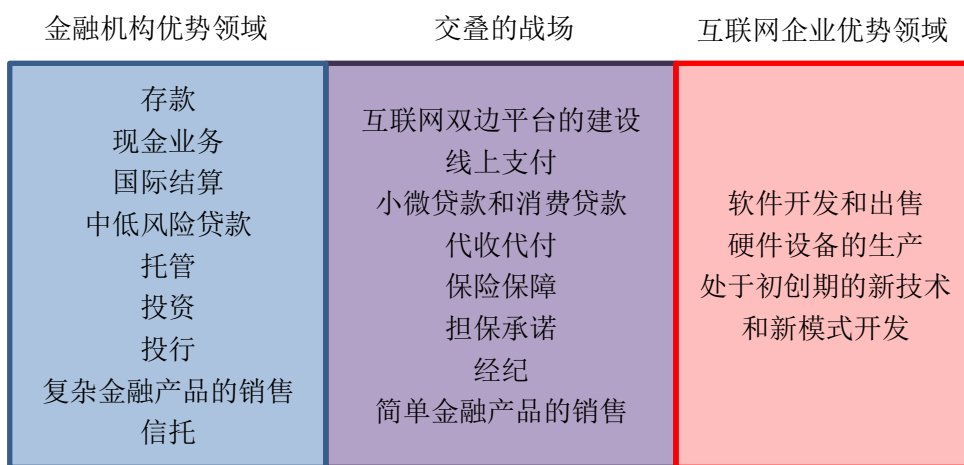 金融机构优势领域
交叠的战场
互联网企业优势领域
存款
现金业务
国际结算
中低风险贷款
托管
投资
投行
复杂金融产品的销售
信托
互联网双边平台的建设
线上支付
小微贷款和消费贷款
代收代付
保险保障
担保承诺
经纪
简单金融产品的销售
软件开发和出售
硬件设备的生产
处于初创期的新技术
和新模式开发